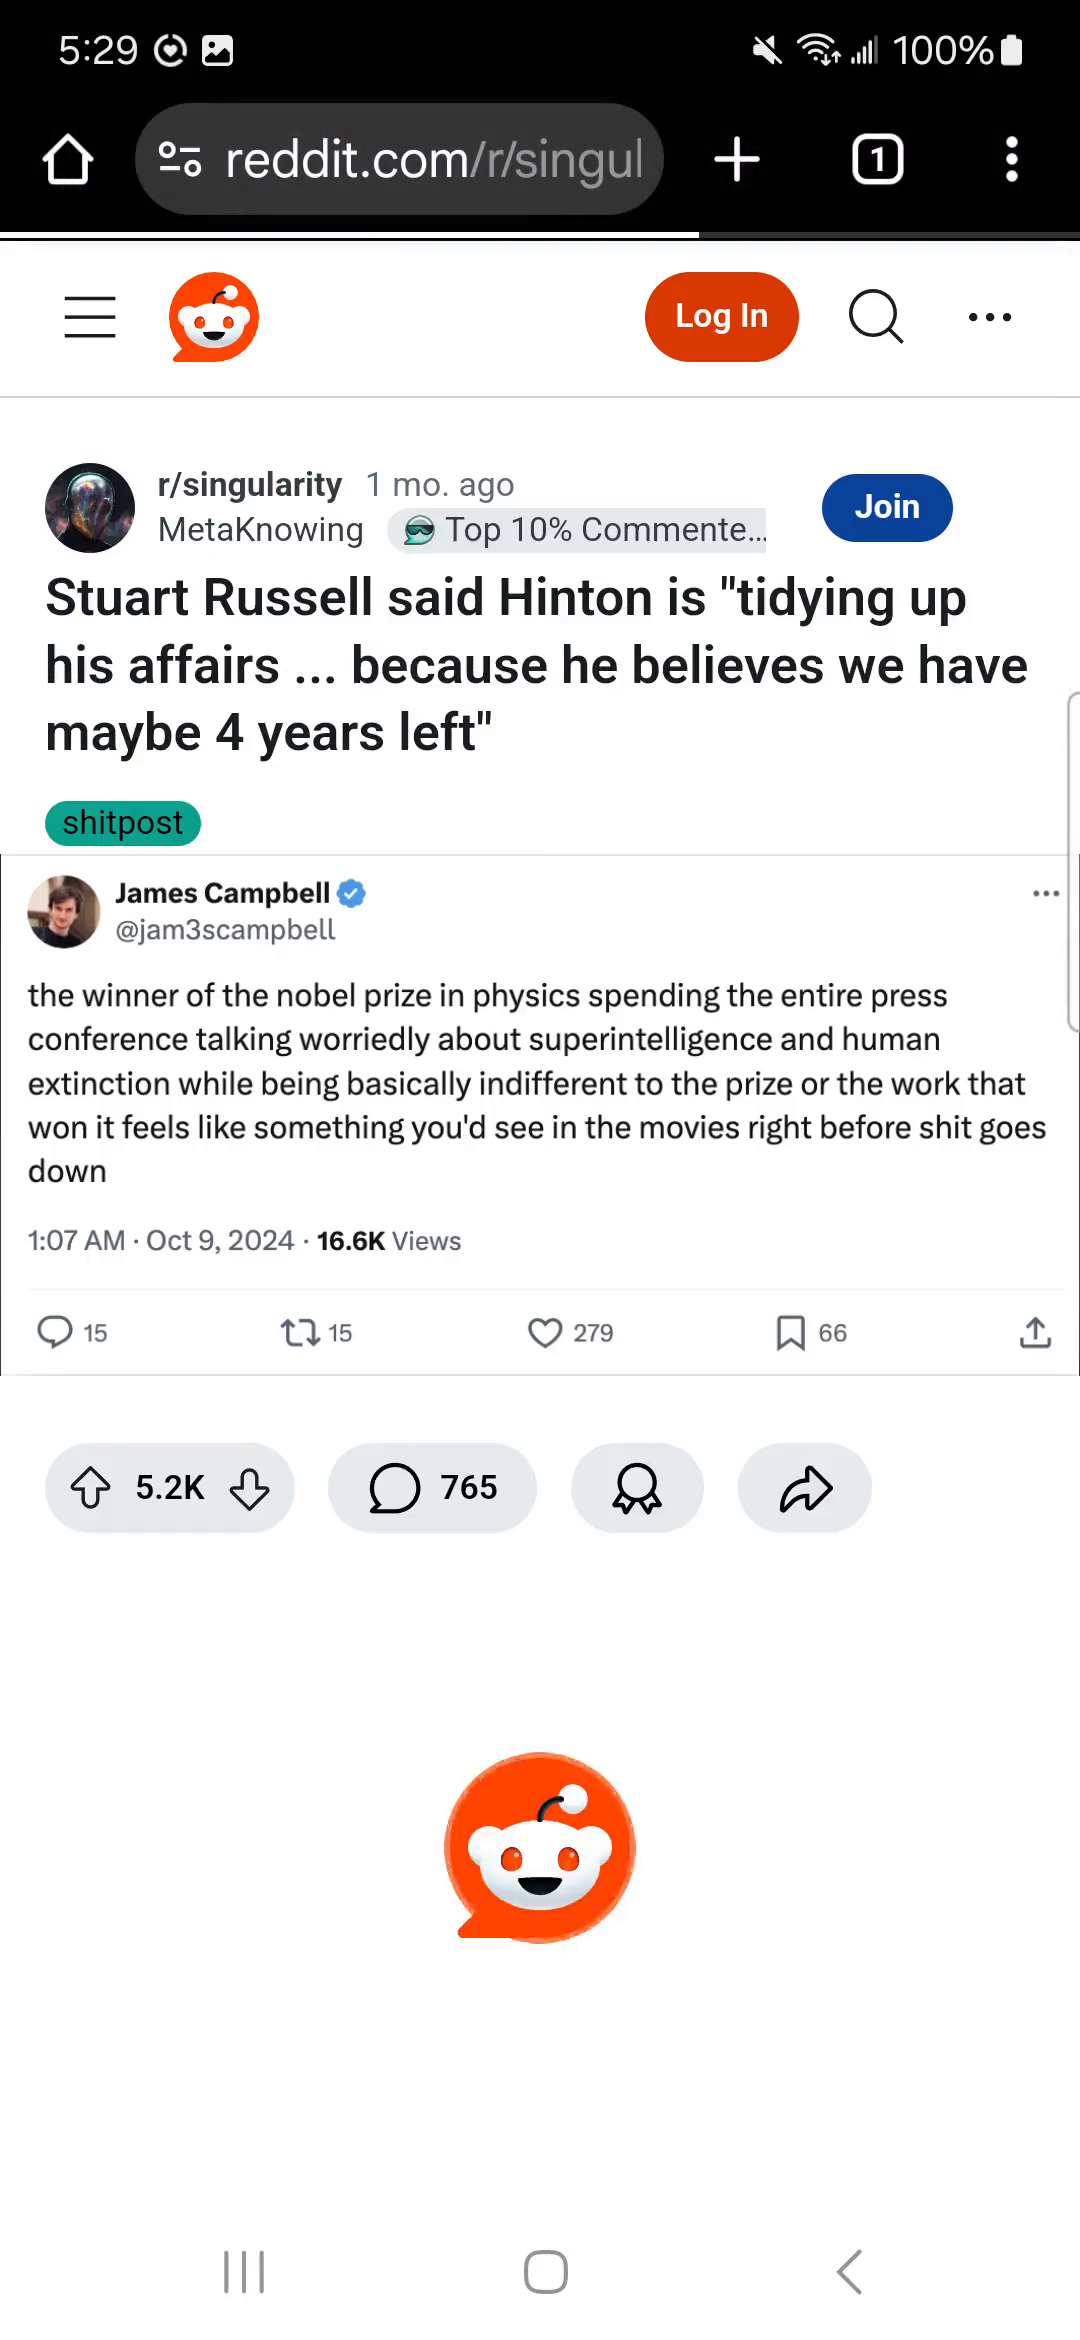 5:29
100%
reddit.com/r/singul
1
Log In
r/singularity 1 mo. ago
MetaKnowing Top 10% Commente...
Join
Stuart Russell said Hinton is "tidying up
his affairs ... because he believes we have
maybe 4 years left"
shitpost
James Campbell
@jam3scampbell
the winner of the nobel prize in physics spending the entire press
conference talking worriedly about superintelligence and human
extinction while being basically indifferent to the prize or the work that
won it feels like something you'd see in the movies right before shit goes
down
1:07 AM · Oct 9, 2024 · 16.6K Views
15 15 279 66
5.2K 765